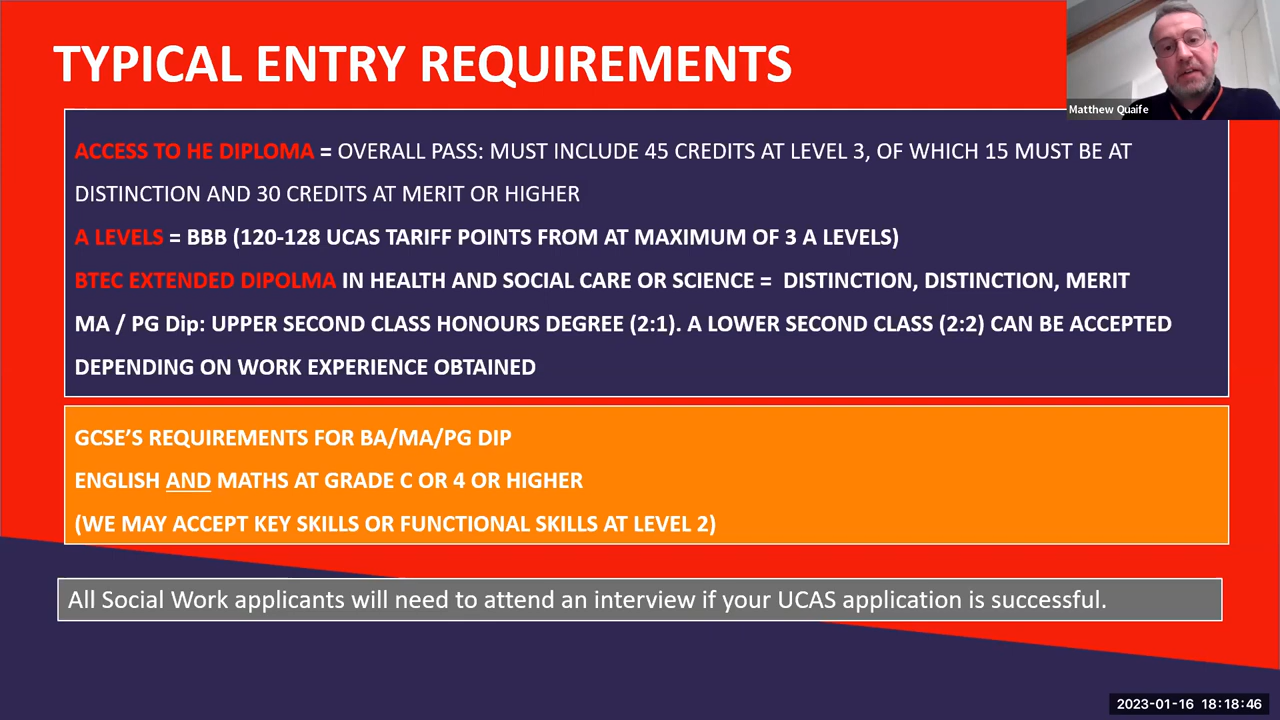 TYPICAL ENTRY REQUIREMENTS
Matthew Quaife
ACCESS TO HE DIPLOMA = OVERALL PASS: MUST INCLUDE 45 CREDITS AT LEVEL 3, OF WHICH 15 MUST BE AT
DISTINCTION AND 30 CREDITS AT MERIT OR HIGHER
A LEVELS = BBB (120-128 UCAS TARIFF POINTS FROM AT MAXIMUM OF 3 A LEVELS)
BTEC EXTENDED DIPOLMA IN HEALTH AND SOCIAL CARE OR SCIENCE = DISTINCTION, DISTINCTION, MERIT
MA / PG Dip: UPPER SECOND CLASS HONOURS DEGREE (2:1). A LOWER SECOND CLASS (2:2) CAN BE ACCEPTED
DEPENDING ON WORK EXPERIENCE OBTAINED
GCSE’S REQUIREMENTS FOR BA/MA/PG DIP
ENGLISH AND MATHS AT GRADE C OR 4 OR HIGHER
(WE MAY ACCEPT KEY SKILLS OR FUNCTIONAL SKILLS AT LEVEL 2)
All Social Work applicants will need to attend an interview if your UCAS application is successful.
2023-01-16 18:18:46